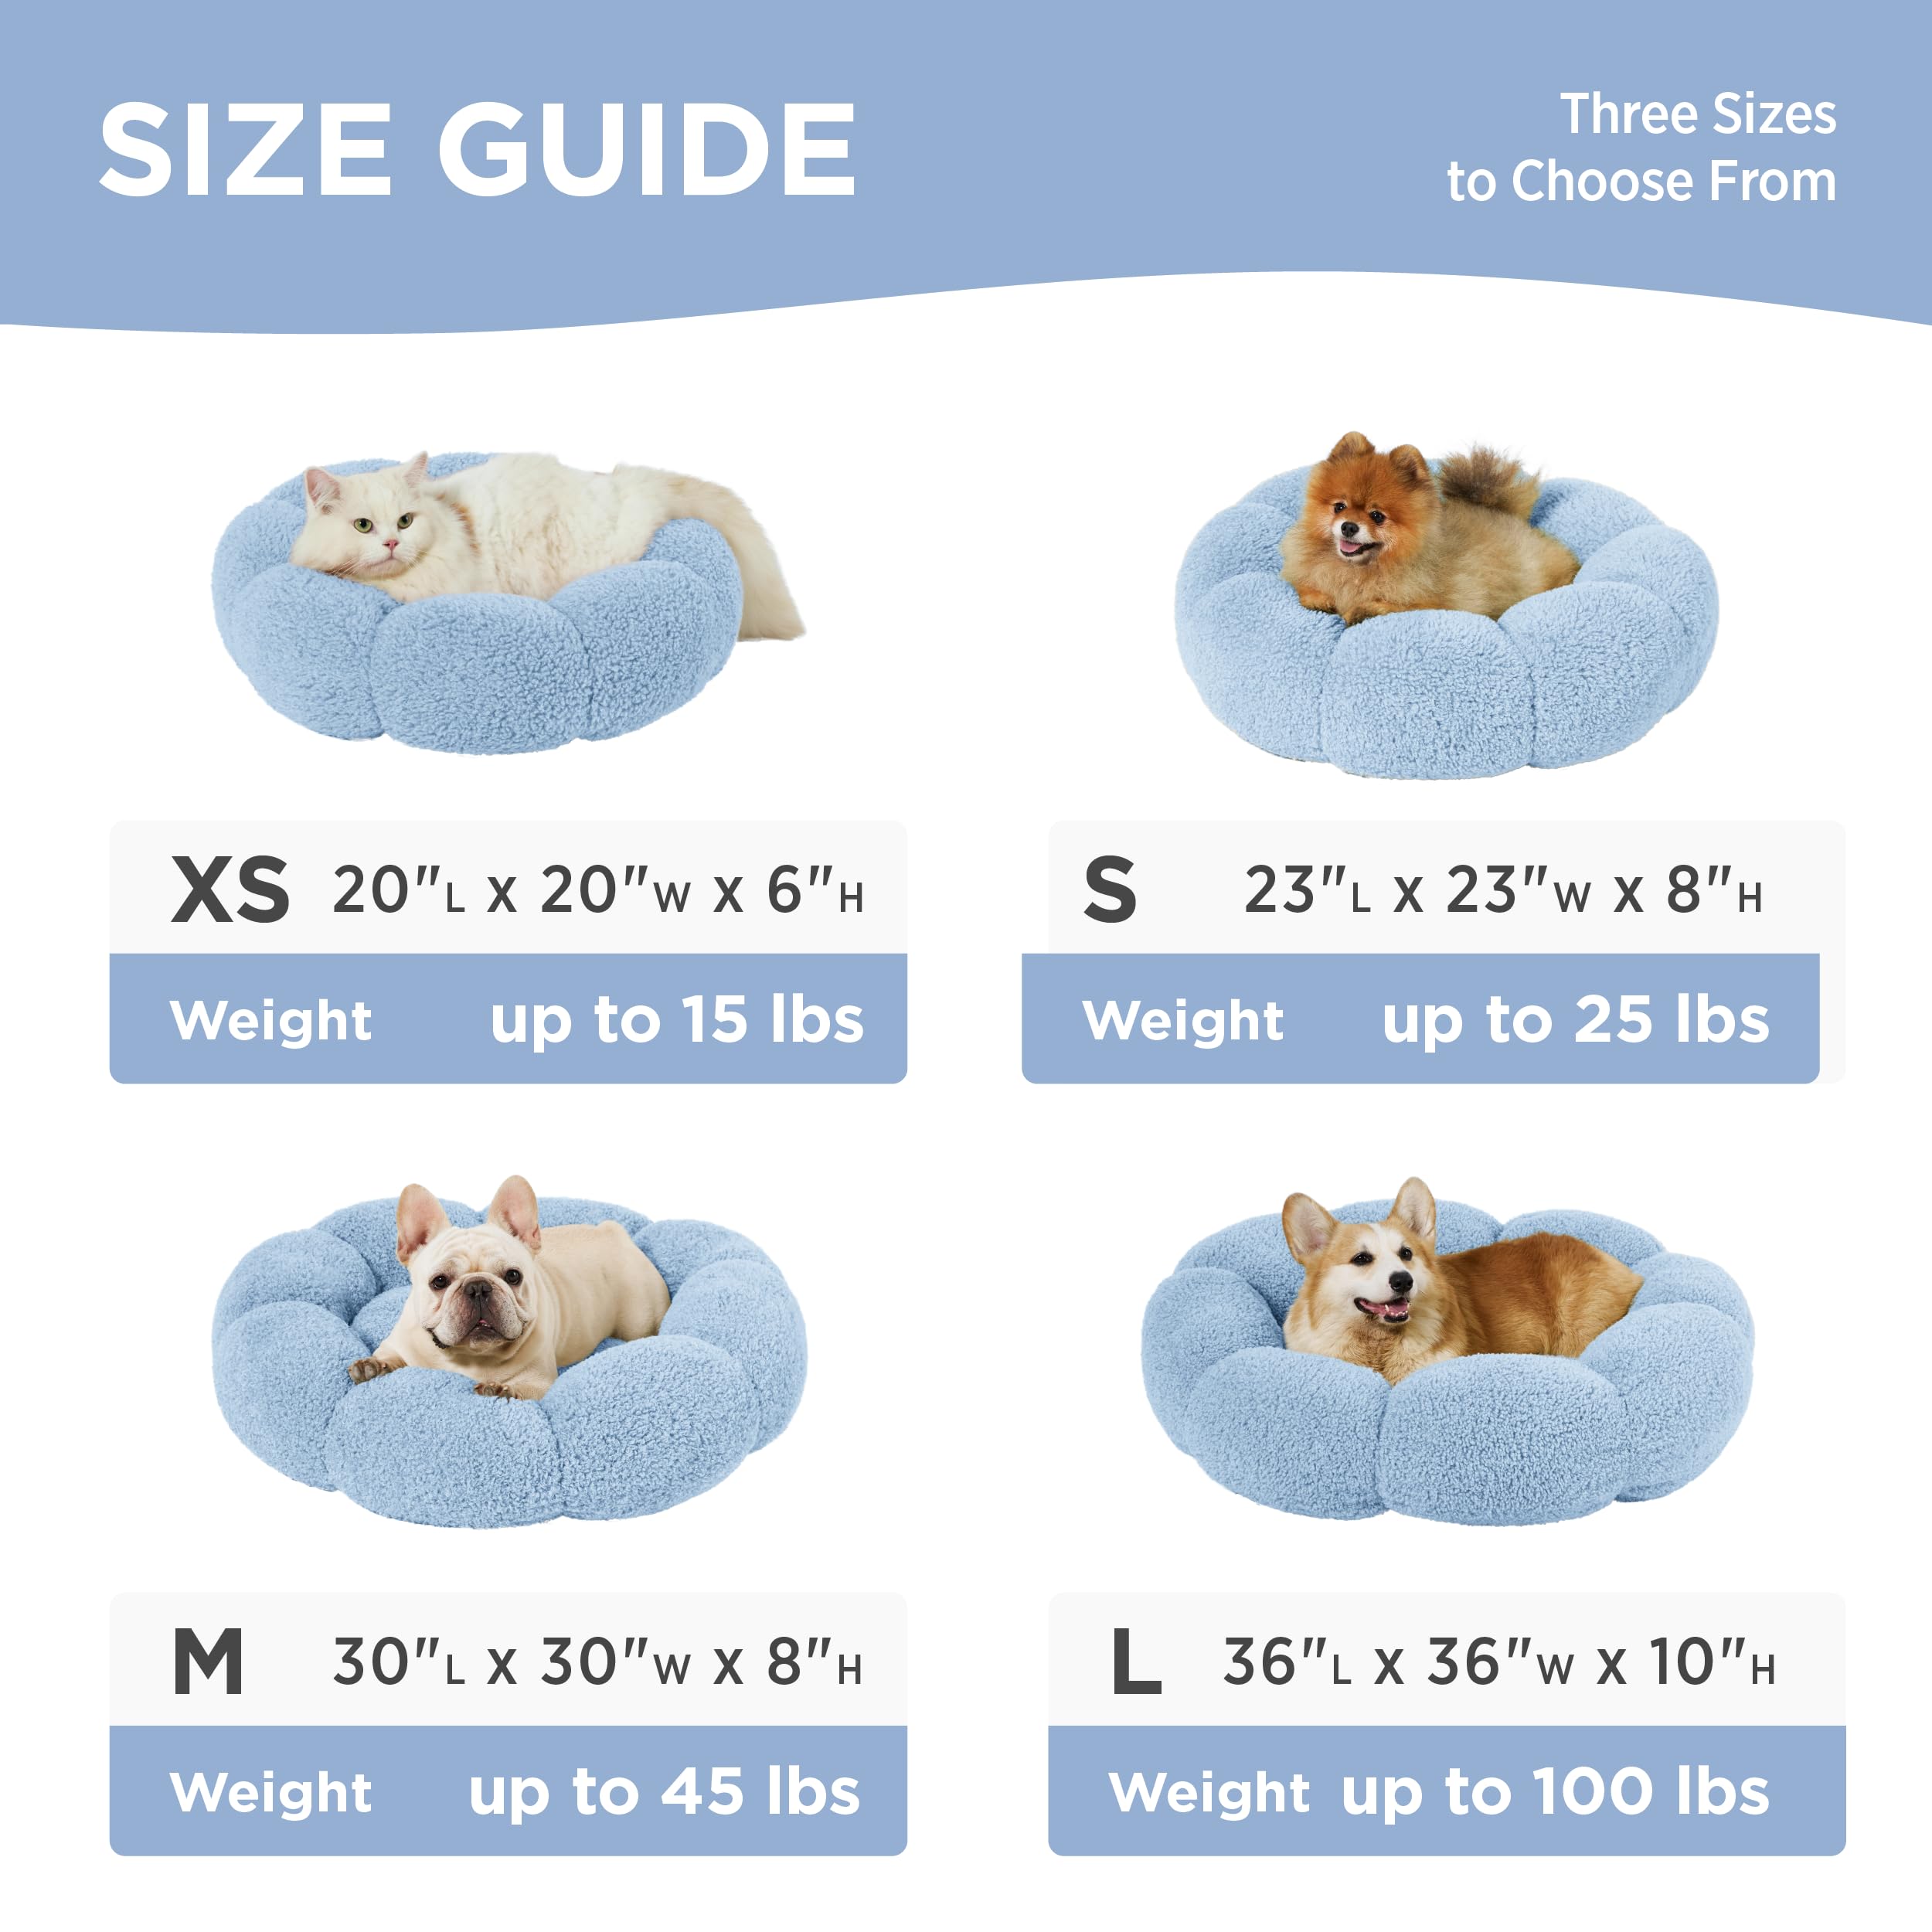 SIZE GUIDE
Three Sizes
to Choose From
XS 20"L x 20"W x 6"H
Weight up to 15 lbs
S 23"L x 23"W x 8"H
Weight up to 25 lbs
M 30"L x 30"W x 8"H
Weight up to 45 lbs
L 36"L x 36"W x 10"H
Weight up to 100 lbs